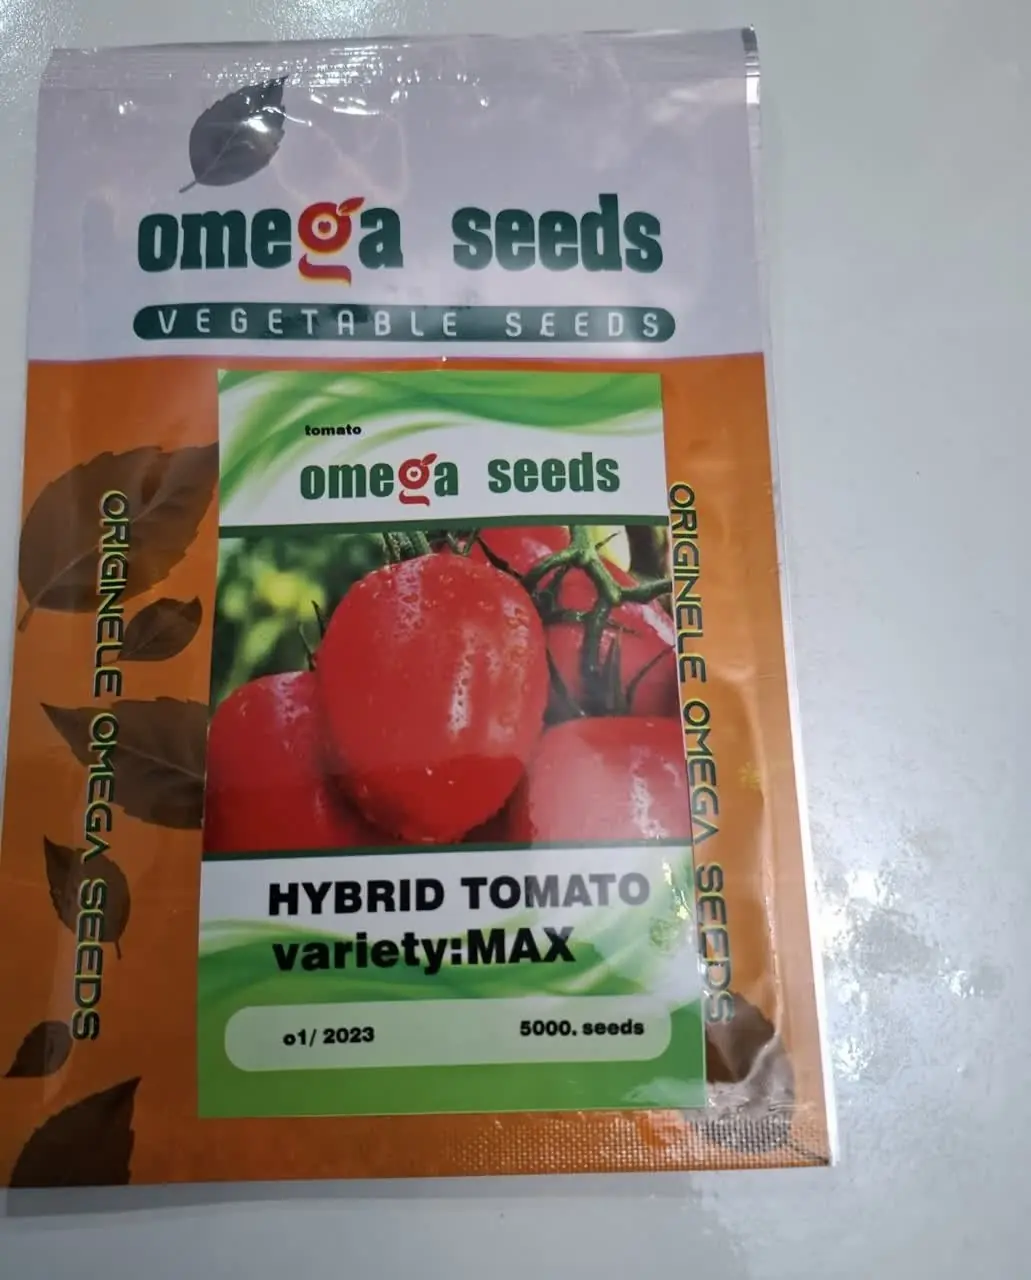 omega seeds
VEGETABLE SEEDS
tomato
omega seeds
ORIGINELE OMEGA SEEDS
ORIGINELE OMEGA SEEDS
HYBRID TOMATO
variety:MAX
o1/ 2023
5000. seeds